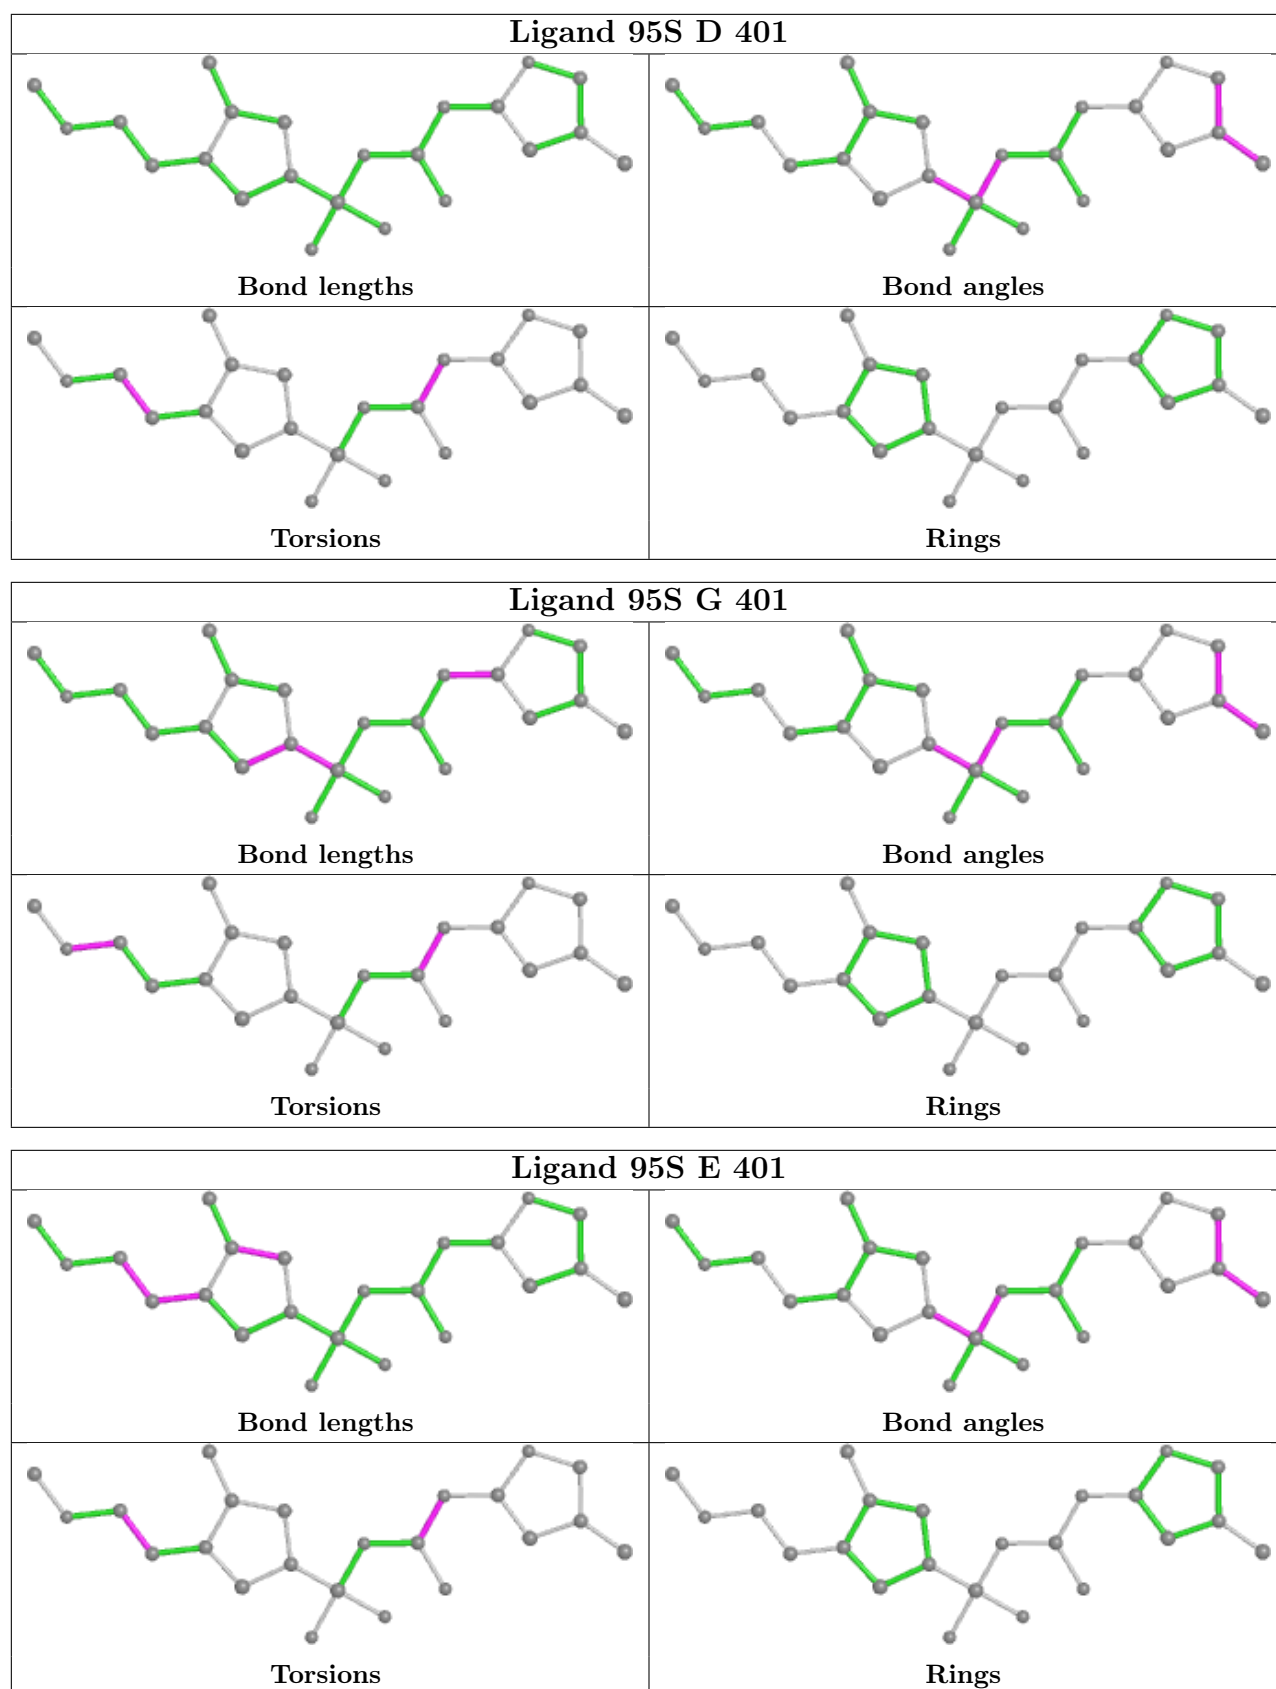 Ligand 95S D 401
Bond lengths
Bond angles
Torsions
Rings
Ligand 95S G 401
Bond lengths
Bond angles
Torsions
Rings
Ligand 95S E 401
Bond lengths
Bond angles
Torsions
Rings